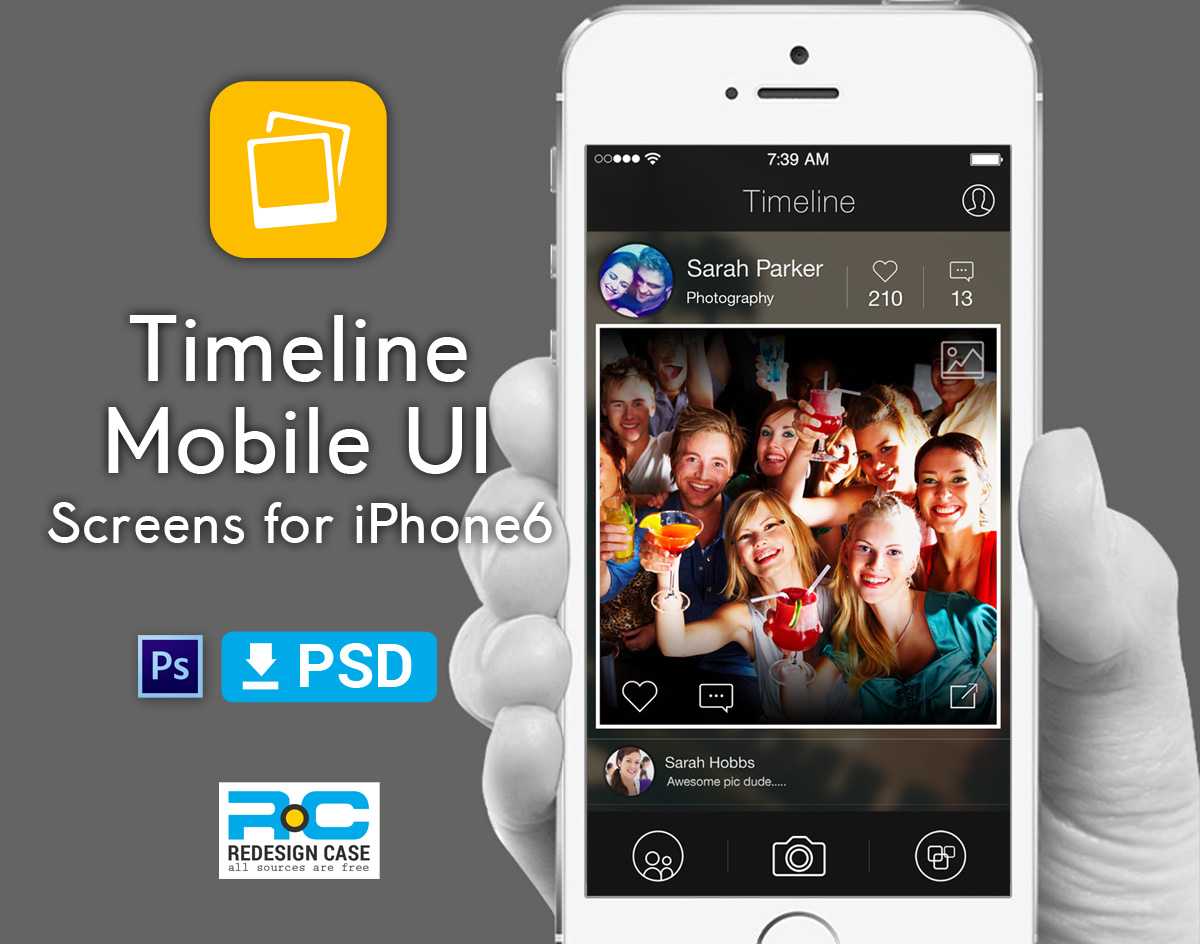 Timeline
Mobile UI
Screens for iPhone6
Ps
PSD
R C
REDESIGN CASE
all sources are free
7:39 AM
Timeline
Sarah Parker
Photography
210
13
Sarah Hobbs
Awesome pic dude.....